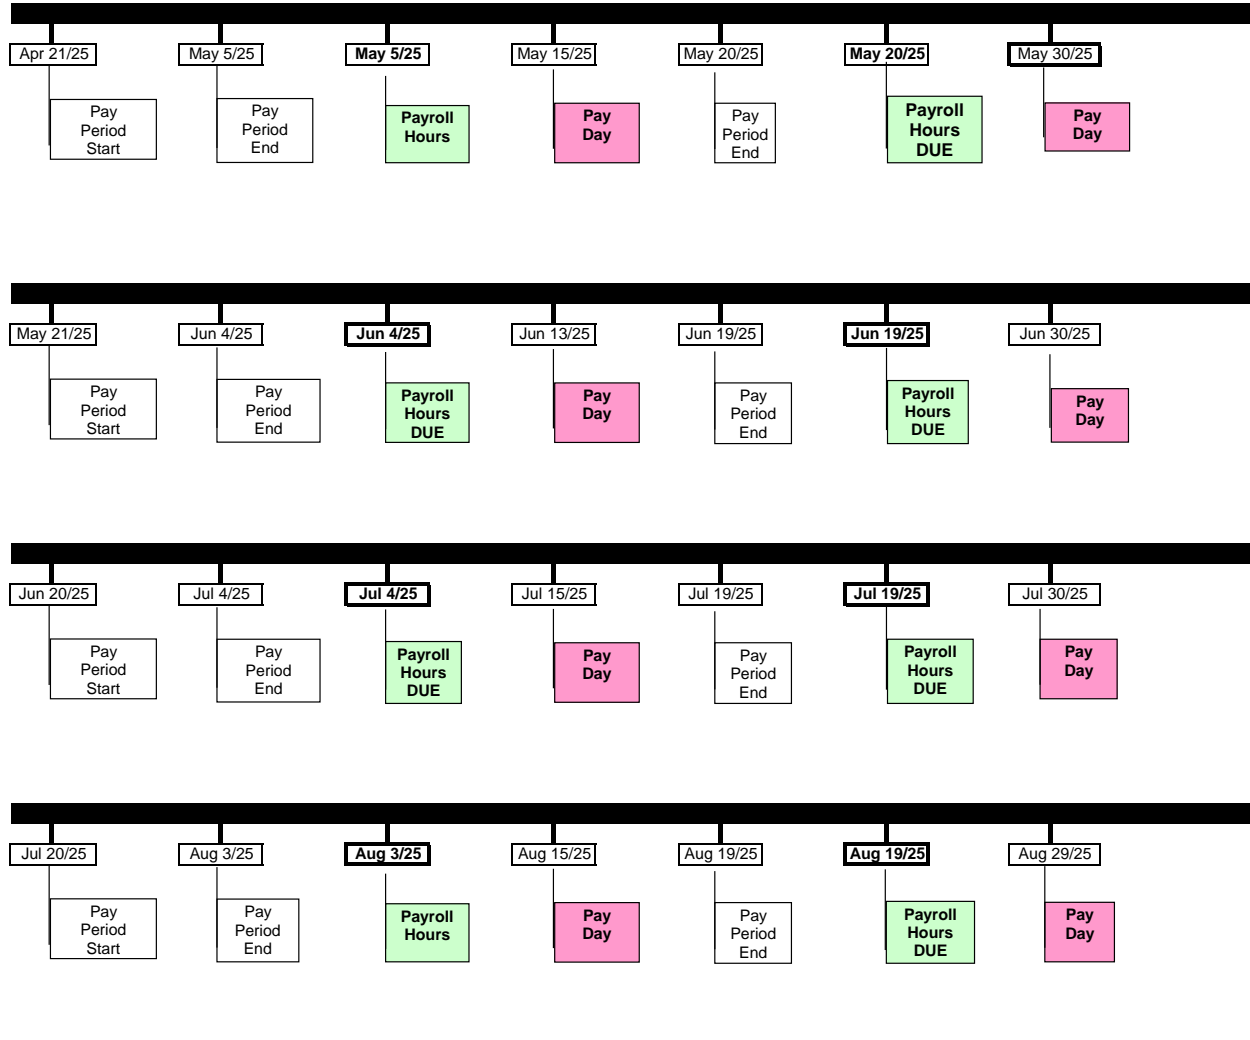 Apr 21/25
May 5/25
May 5/25
May 15/25
May 20/25
May 20/25
May 30/25
Pay
Period
Start
Pay
Period
End
Payroll
Hours
Pay
Day
Pay
Period
End
Payroll
Hours
DUE
Pay
Day
May 21/25
Jun 4/25
Jun 4/25
Jun 13/25
Jun 19/25
Jun 19/25
Jun 30/25
Pay
Period
Start
Pay
Period
End
Payroll
Hours
DUE
Pay
Day
Pay
Period
End
Payroll
Hours
DUE
Pay
Day
Jun 20/25
Jul 4/25
Jul 4/25
Jul 15/25
Jul 19/25
Jul 19/25
Jul 30/25
Pay
Period
Start
Pay
Period
End
Payroll
Hours
DUE
Pay
Day
Pay
Period
End
Payroll
Hours
DUE
Pay
Day
Jul 20/25
Aug 3/25
Aug 3/25
Aug 15/25
Aug 19/25
Aug 19/25
Aug 29/25
Pay
Period
Start
Pay
Period
End
Payroll
Hours
Pay
Day
Pay
Period
End
Payroll
Hours
DUE
Pay
Day